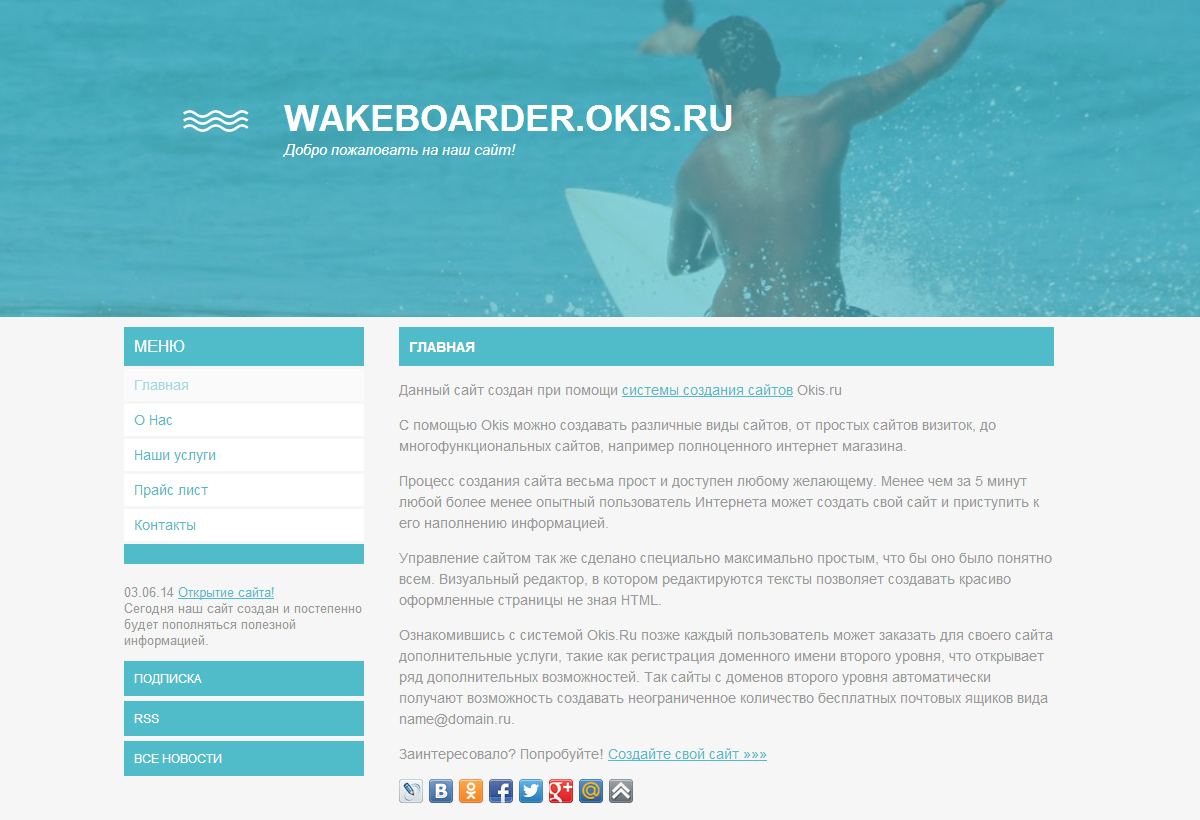 WAKEBOARDER.OKIS.RU
Добро пожаловать на наш сайт!
МЕНЮ
Главная
О Нас
Наши услуги
Прайс лист
Контакты
03.06.14 Открытие сайта!
Сегодня наш сайт создан и постепенно
будет пополняться полезной
информацией.
ПОДПИСКА
RSS
ВСЕ НОВОСТИ
ГЛАВНАЯ
Данный сайт создан при помощи системы создания сайтов Okis.ru
С помощью Okis можно создавать различные виды сайтов, от простых сайтов визиток, до
многофункциональных сайтов, например полноценного интернет магазина.
Процесс создания сайта весьма прост и доступен любому желающему. Менее чем за 5 минут
любой более менее опытный пользователь Интернета может создать свой сайт и приступить к
его наполнению информацией.
Управление сайтом так же сделано специально максимально простым, что бы оно было понятно
всем. Визуальный редактор, в котором редактируются тексты позволяет создавать красиво
оформленные страницы не зная HTML.
Ознакомившись с системой Okis.Ru позже каждый пользователь может заказать для своего сайта
дополнительные услуги, такие как регистрация доменного имени второго уровня, что открывает
ряд дополнительных возможностей. Так сайты с доменов второго уровня автоматически
получают возможность создавать неограниченное количество бесплатных почтовых ящиков вида
name@domain.ru.
Заинтересовало? Попробуйте! Создайте свой сайт »»»